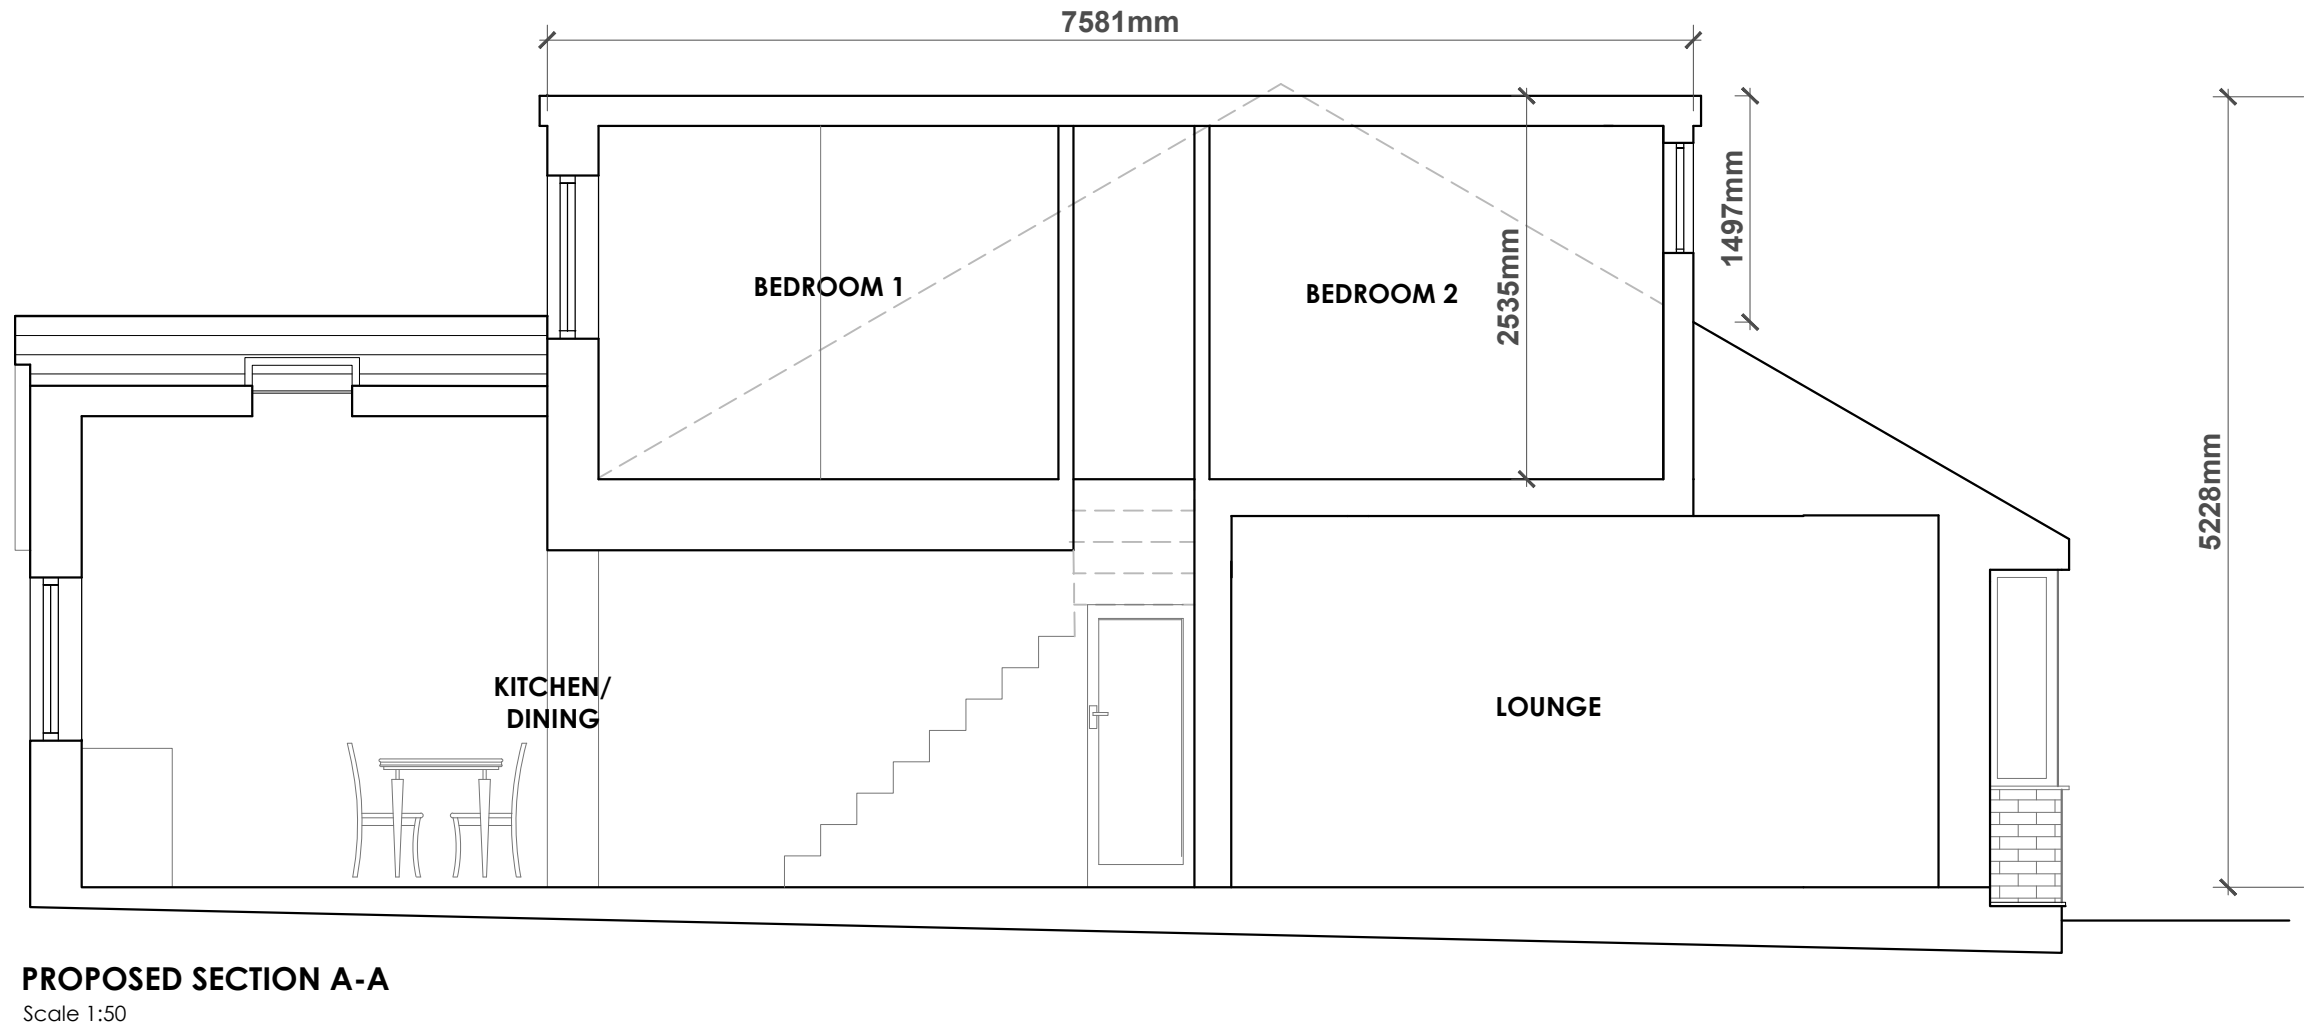 7581mm
1497mm
2535mm
BEDROOM 1
BEDROOM 2
5228mm
KITCHEN/
DINING
LOUNGE
PROPOSED SECTION A-A
Scale 1:50